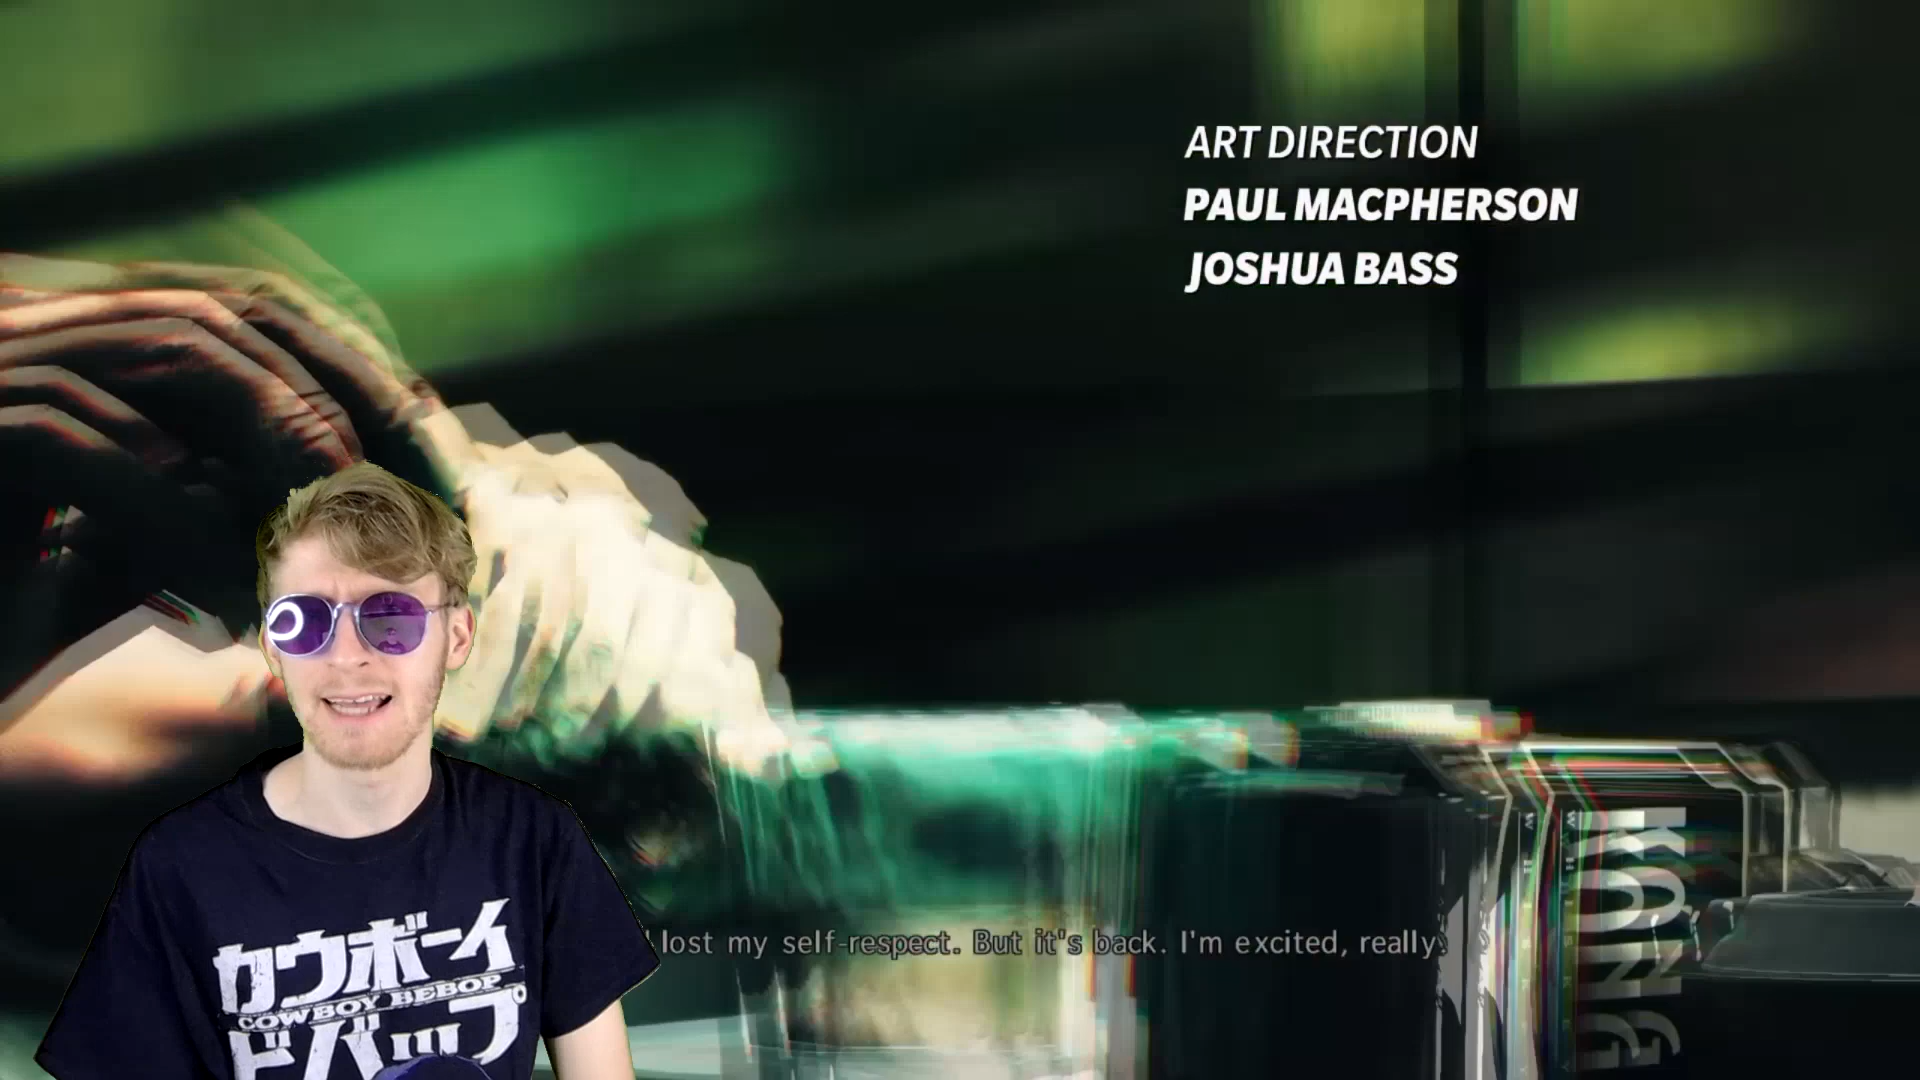 ART DIRECTION
PAUL MACPHERSON
JOSHUA BASS
lost my self-respect. But it's back. I'm excited, really.
KONG
カウボーイ
COWBOY BEBOP
ビバップ